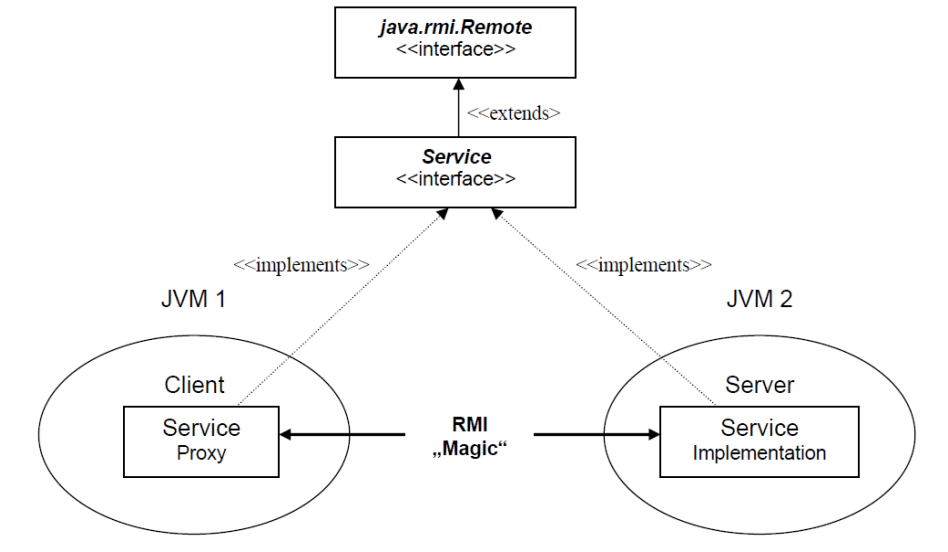 java.rmi.Remote
<<interface>>
<<extends>
Service
<<interface>>
<<implements>>
<<implements>>
JVM 1
JVM 2
Client
Server
Service
Proxy
RMI
„Magic“
Service
Implementation